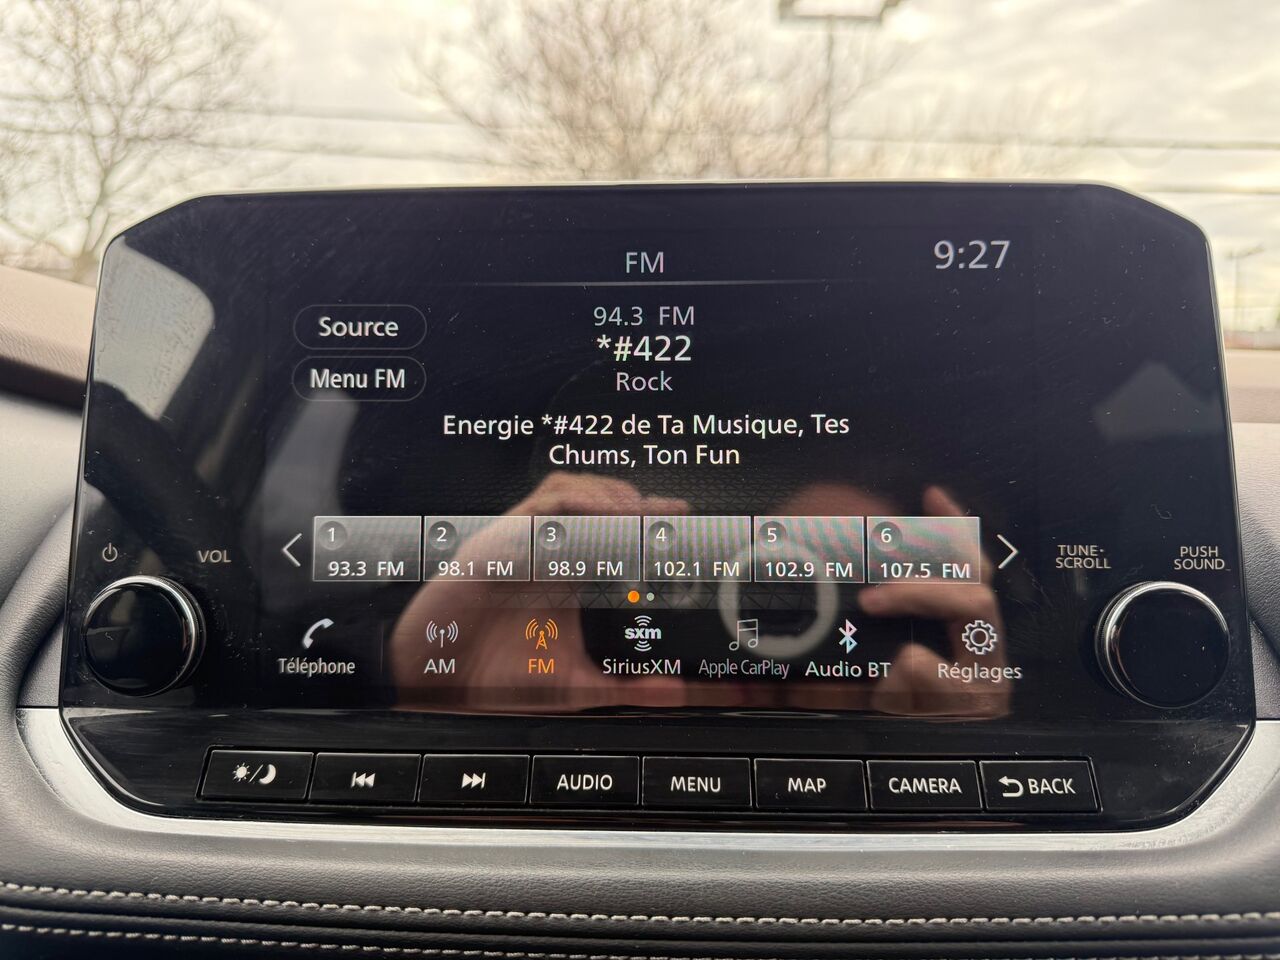 FM
9:27
Source
94.3 FM
*#422
Menu FM
Rock
Energie *#422 de Ta Musique, Tes
Chums, Ton Fun
1
93.3 FM
2
98.1 FM
3
98.9 FM
4
102.1 FM
5
102.9 FM
6
107.5 FM
VOL
TUNE·
SCROLL
PUSH
SOUND
Téléphone
AM
FM
sxm
SiriusXM
Apple CarPlay
Audio BT
Réglages
AUDIO
MENU
MAP
CAMERA
BACK